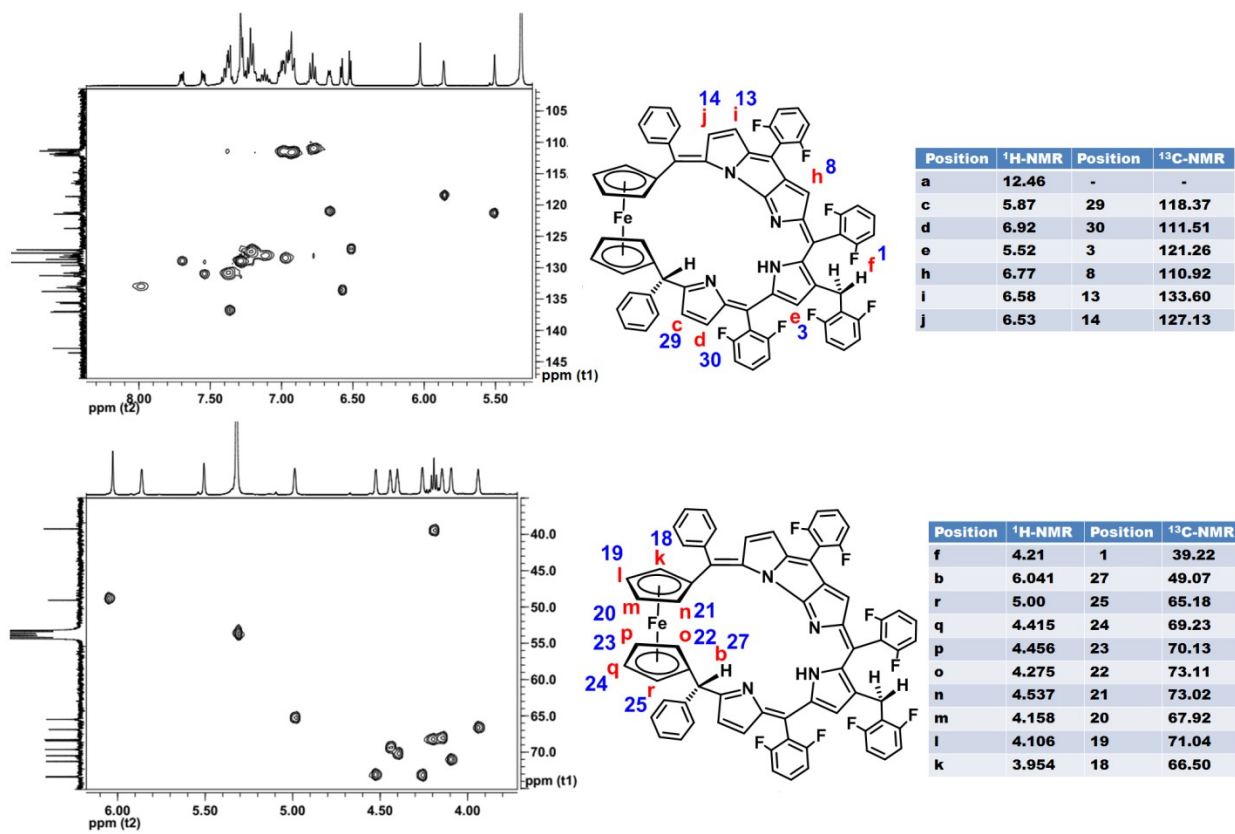 105
110
115
120
125
130
135
140
145
ppm (t1)
8.00
7.50
7.00
6.50
6.00
5.50
ppm (t2)
14
13
j
i
F
F
N
h
8
Fe
N
F
F
1
H
f
H
H
N
HN
F
F
c
29
d
30
F
F
e
3
Position ¹H-NMR Position ¹³C-NMR
a 12.46 - -
c 5.87 29 118.37
d 6.92 30 111.51
e 5.52 3 121.26
h 6.77 8 110.92
i 6.58 13 133.60
j 6.53 14 127.13
40.0
45.0
50.0
55.0
60.0
65.0
70.0
ppm (t1)
6.00
5.50
5.00
4.50
4.00
ppm (t2)
18
19
k
l
m
20
n
21
Fe
23
p
o
22
27
q
b
H
24
r
25
F
F
N
N
F
F
H
H
N
HN
F
F
F
F
Position ¹H-NMR Position ¹³C-NMR
f 4.21 1 39.22
b 6.041 27 49.07
r 5.00 25 65.18
q 4.415 24 69.23
p 4.456 23 70.13
o 4.275 22 73.11
n 4.537 21 73.02
m 4.158 20 67.92
l 4.106 19 71.04
k 3.954 18 66.50